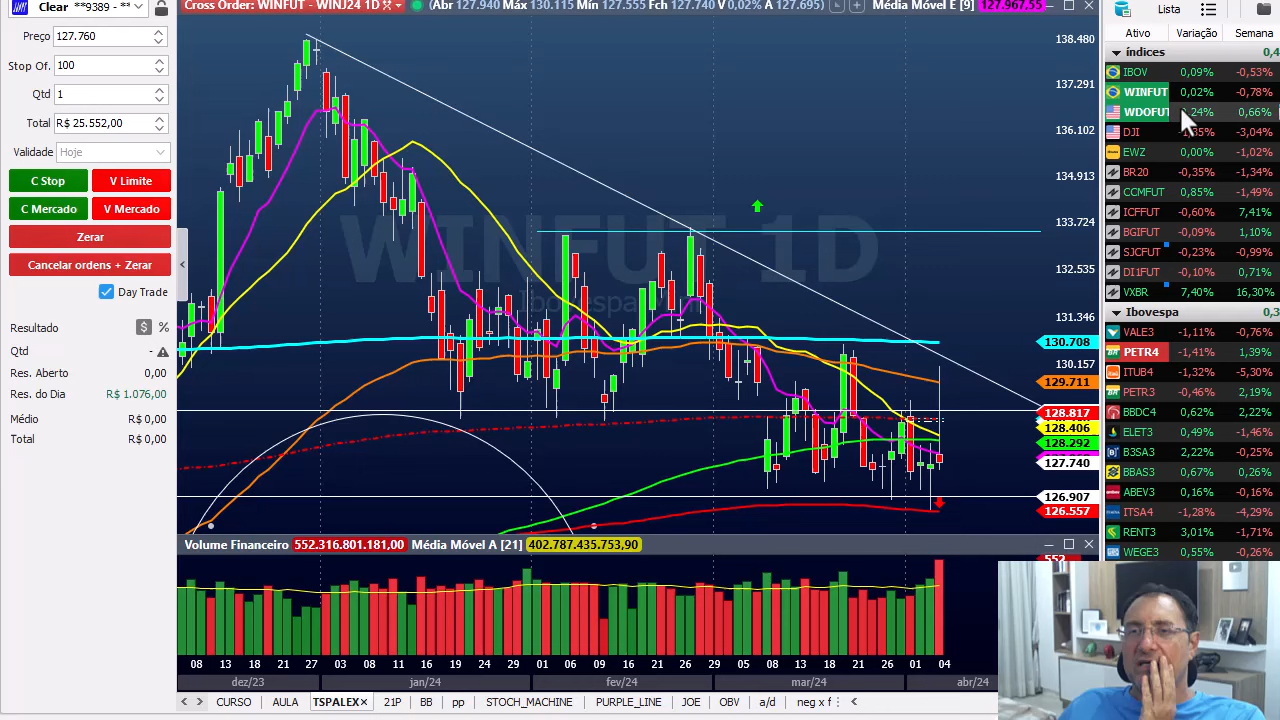 Clear **9389 - **
Preço 127.760
Stop Of. 100
Qtd 1
Total R$ 25.552,00
Validade Hoje
C Stop V Limite
C Mercado V Mercado
Zerar
Cancelar ordens + Zerar
Day Trade
Resultado $ %
Qtd -
Res. Aberto 0,00
Res. do Dia R$ 1.076,00
Médio R$ 0,00
Total R$ 0,00
Cross Order: WINFUT - WINJ24 1D (Abr 127.940 Máx 130.115 Mín 127.555 Fch 127.740 V 0,02% A 127.695) Média Móvel E [9] 127.967,55
WINFUT 1D
138.480
137.291
136.102
134.913
133.724
132.535
131.346
130.708
130.157
129.711
128.817
128.406
128.292
127.740
126.907
126.557
Volume Financeiro 552.316.801.181,00 Média Móvel A [21] 402.787.435.753,90
552
08 13 18 21 27 03 08 11 16 19 24 29 01 06 09 16 21 26 29 05 08 13 18 21 26 01 04
dez/23 jan/24 fev/24 mar/24 abr/24
CURSO AULA TSPALEX 21P BB pp STOCH_MACHINE PURPLE_LINE JOE OBV a/d neg x f
Lista
Ativo Variação Semana
índices 0,4
IBOV 0,09% -0,53%
WINFUT 0,02% -0,78%
WDOFUT ,24% 0,66%
DJI -1,35% -3,04%
EWZ 0,00% -1,02%
BR20 -0,35% -1,34%
CCMFUT 0,85% -1,49%
ICFFUT -0,60% 7,41%
BGIFUT -0,09% 1,10%
SJCFUT -0,23% -0,99%
DI1FUT -0,10% 0,71%
VXBR 7,40% 16,30%
Ibovespa 0,3
VALE3 -1,11% -0,76%
PETR4 -1,41% 1,39%
ITUB4 -1,32% -5,30%
PETR3 -0,46% 2,19%
BBDC4 0,62% 2,22%
ELET3 0,49% -1,46%
B3SA3 2,22% -0,25%
BBAS3 0,67% 0,26%
ABEV3 0,16% -0,16%
ITSA4 -1,28% -4,29%
RENT3 3,01% -1,71%
WEGE3 0,55% -0,26%